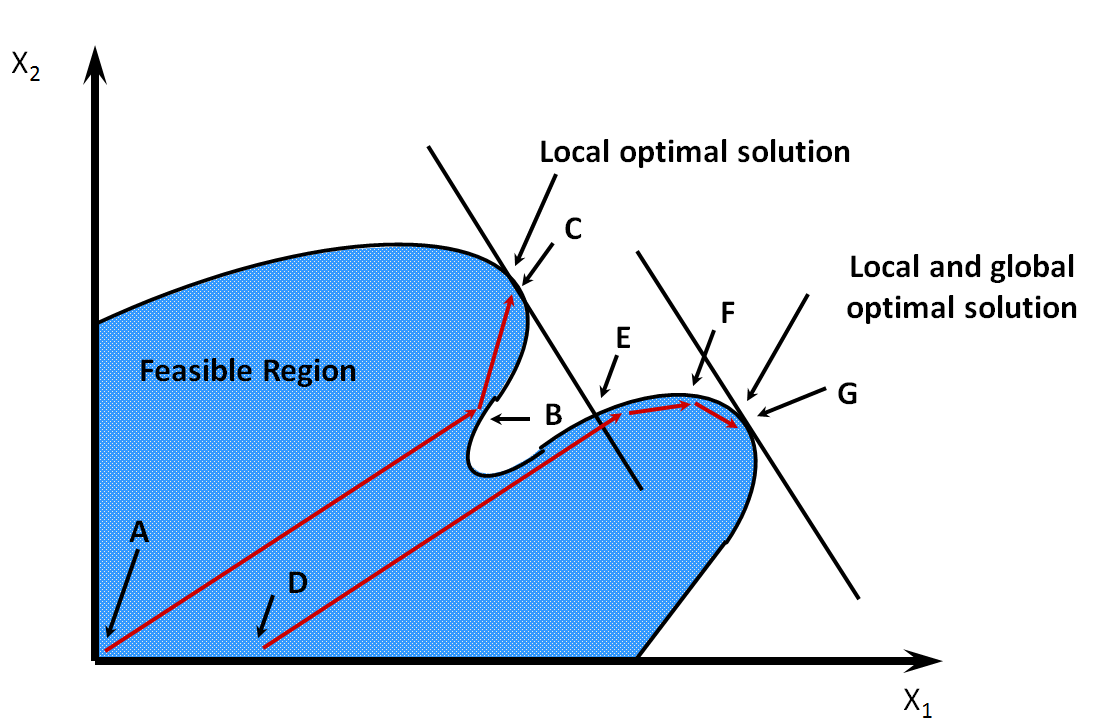 X2
Local optimal solution
C
Local and global
optimal solution
F
E
Feasible Region
G
B
A
D
X1